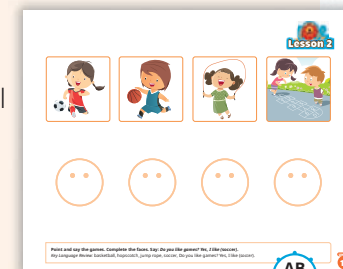 Lesson 2
Point and say the games. Complete the faces. Say: Do you like games? Yes, I like (soccer).
Key Language Review: basketball, hopscotch, jump rope, soccer; Do you like games? Yes, I like (soccer).
AB